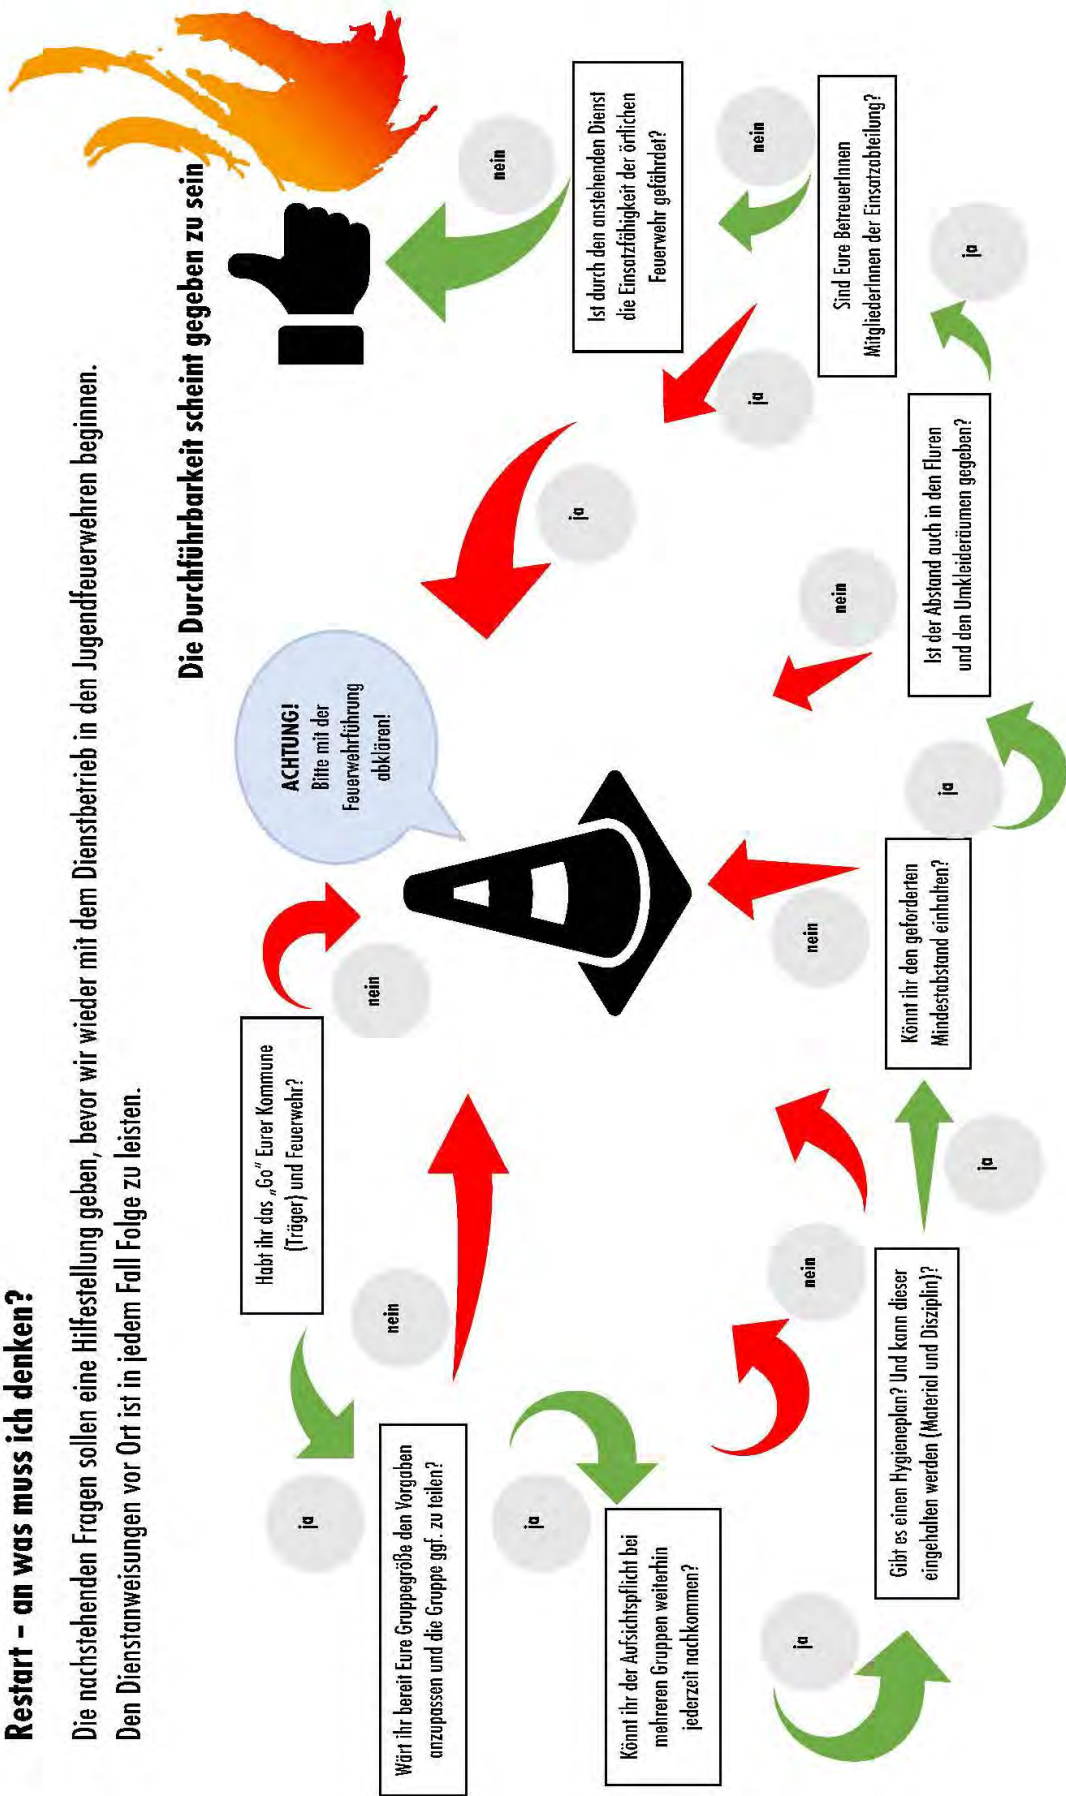 Restart – an was muss ich denken?
Die nachstehenden Fragen sollen eine Hilfestellung geben, bevor wir wieder mit dem Dienstbetrieb in den Jugendfeuerwehren beginnen.
Den Dienstanweisungen vor Ort ist in jedem Fall Folge zu leisten.
Die Durchführbarkeit scheint gegeben zu sein
Habt ihr das „Go“ Eurer Kommune
(Träger) und Feuerwehr?
nein
ACHTUNG!
Bitte mit der
Feuerwehrführung
abklären!
ja
Wärt ihr bereit Eure Gruppegröße den Vorgaben
anzupassen und die Gruppe ggf. zu teilen?
nein
ja
Könnt ihr der Aufsichtspflicht bei
mehreren Gruppen weiterhin
jederzeit nachkommen?
nein
ja
Gibt es einen Hygieneplan? Und kann dieser
eingehalten werden (Material und Disziplin)?
ja
Könnt ihr den geforderten
Mindestabstand einhalten?
nein
ja
Ist der Abstand auch in den Fluren
und den Umkleideräumen gegeben?
nein
ja
Sind Eure BetreuerInnen
MitgliederInnen der Einsatzabteilung?
ja
nein
Ist durch den anstehenden Dienst
die Einsatzfähigkeit der örtlichen
Feuerwehr gefährdet?
ja
nein